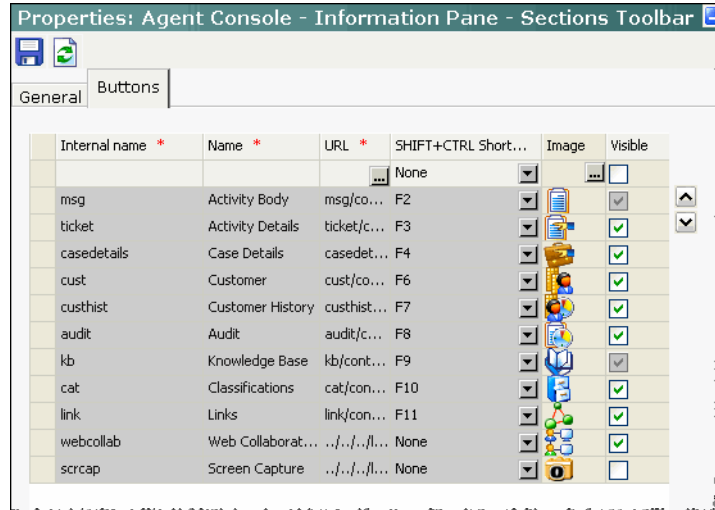 Properties: Agent Console - Information Pane - Sections Toolbar
General
Buttons
Internal name * Name * URL * SHIFT+CTRL Short... Image Visible
... None ...
msg Activity Body msg/co... F2
ticket Activity Details ticket/c... F3
casedetails Case Details casedet... F4
cust Customer cust/co... F6
custhist Customer History custhist... F7
audit Audit audit/c... F8
kb Knowledge Base kb/cont... F9
cat Classifications cat/con... F10
link Links link/con... F11
webcollab Web Collaborat... ../../../l... None
scrcap Screen Capture ../../../l... None